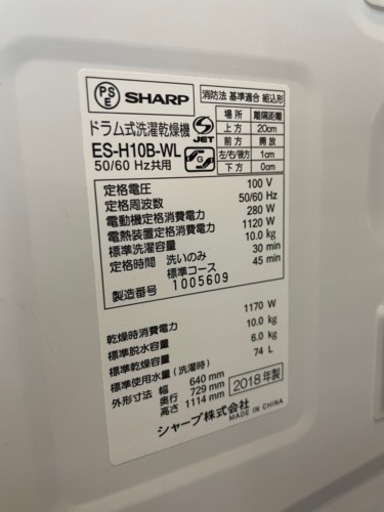 PSE SHARP
ドラム式洗濯乾燥機
ES-H10B-WL
50/60 Hz共用
S JET
G
消防法 基準適合 組込形
場所 離隔距離
上方 20cm
前方 開放
左/右/後方 1cm
下方 0cm
定格電圧 100 V
定格周波数 50/60 Hz
電動機定格消費電力 280 W
電熱装置定格消費電力 1120 W
標準洗濯容量 10.0 kg
定格時間 洗いのみ 30 min
標準コース 45 min
製造番号 1005609
乾燥時消費電力 1170 W
標準脱水容量 10.0 kg
標準乾燥容量 6.0 kg
標準使用水量(洗濯時) 74 L
外形寸法 幅 640 mm
奥行 729 mm
高さ 1114 mm
2018年製
シャープ株式会社
MADE IN CHINA